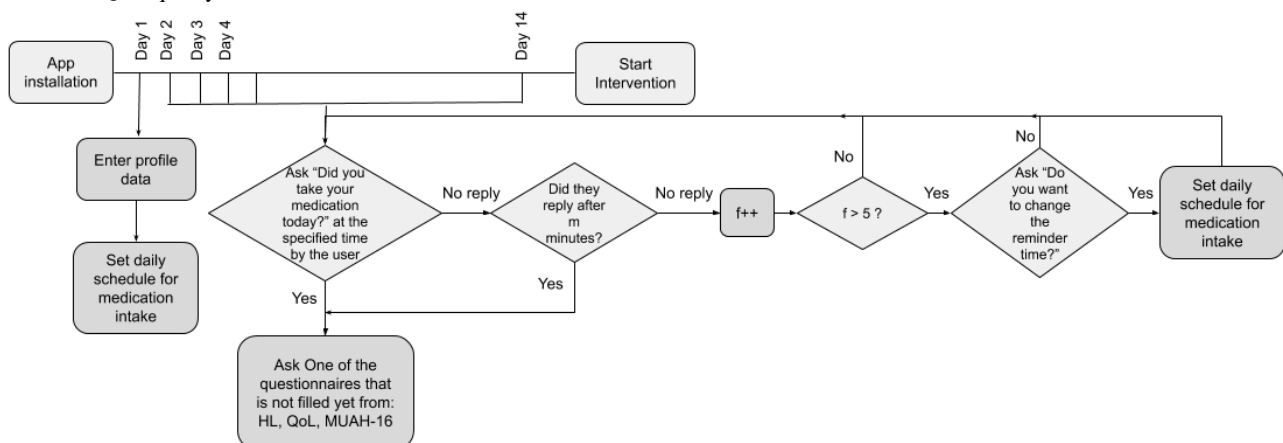 Day 1
Day 2
Day 3
Day 4
Day 14
App
installation
Start
Intervention
Enter profile
data
Set daily
schedule for
medication
intake
Ask “Did you
take your
medication
today?” at the
specified time
by the user
No reply
Did they
reply after
m
minutes?
No reply
f++
f > 5 ?
No
Yes
Ask “Do
you want
to change
the
reminder
time?”
No
Yes
Set daily
schedule for
medication
intake
Yes
Yes
Ask One of the
questionnaires that
is not filled yet from:
HL, QoL, MUAH-16